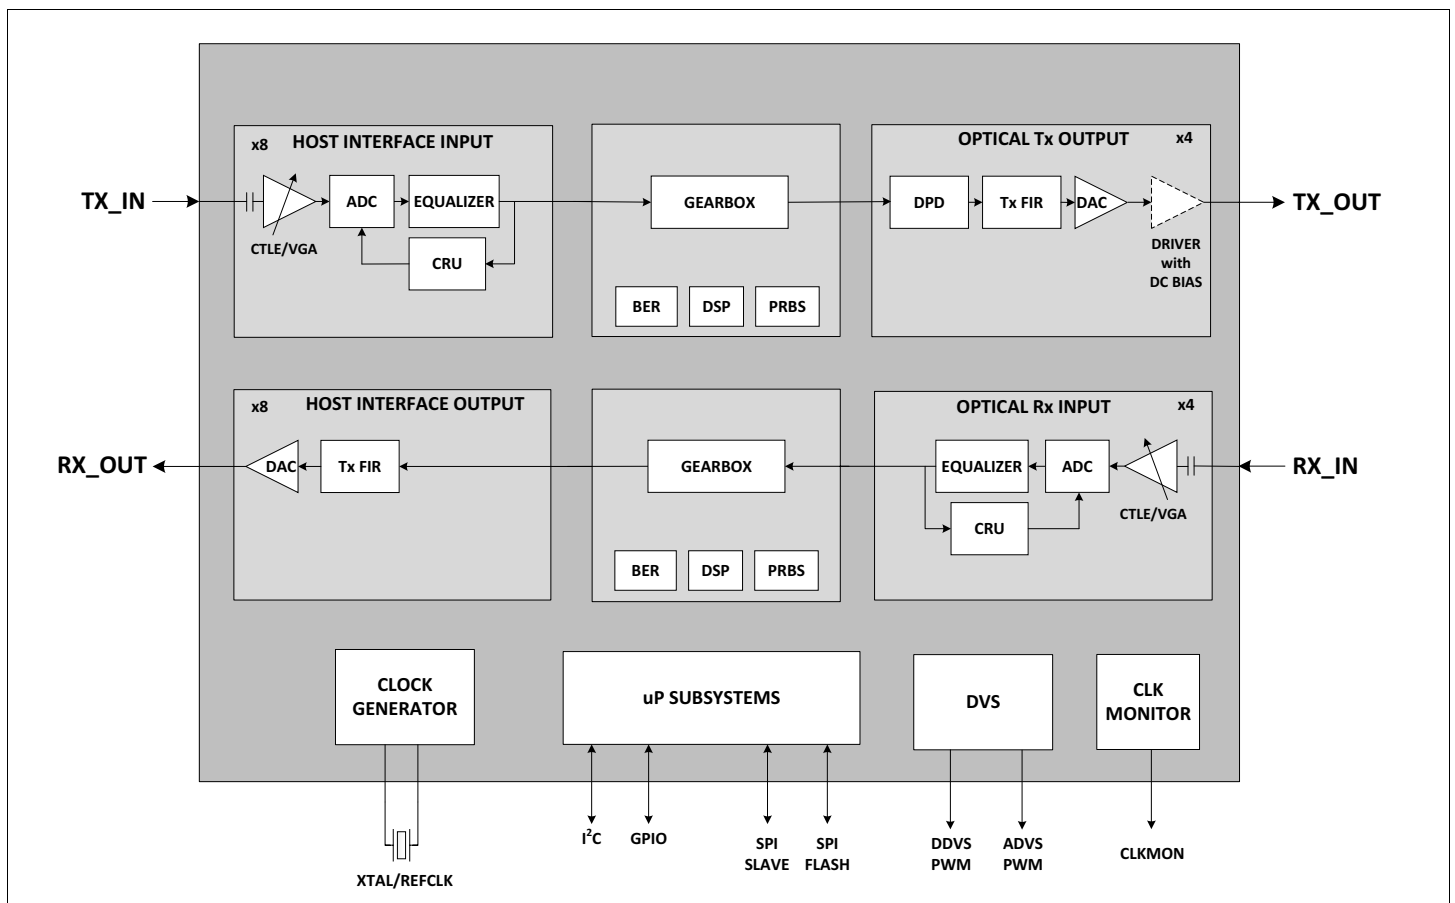 x8 HOST INTERFACE INPUT
OPTICAL Tx OUTPUT x4
TX_IN
ADC
EQUALIZER
GEARBOX
DPD
Tx FIR
DAC
TX_OUT
CTLE/VGA
CRU
DRIVER
with
DC BIAS
BER
DSP
PRBS
x8 HOST INTERFACE OUTPUT
OPTICAL Rx INPUT x4
RX_OUT
DAC
Tx FIR
GEARBOX
EQUALIZER
ADC
RX_IN
CTLE/VGA
CRU
BER
DSP
PRBS
CLOCK
GENERATOR
uP SUBSYSTEMS
DVS
CLK
MONITOR
XTAL/REFCLK
I²C
GPIO
SPI
SLAVE
SPI
FLASH
DDVS
PWM
ADVS
PWM
CLKMON